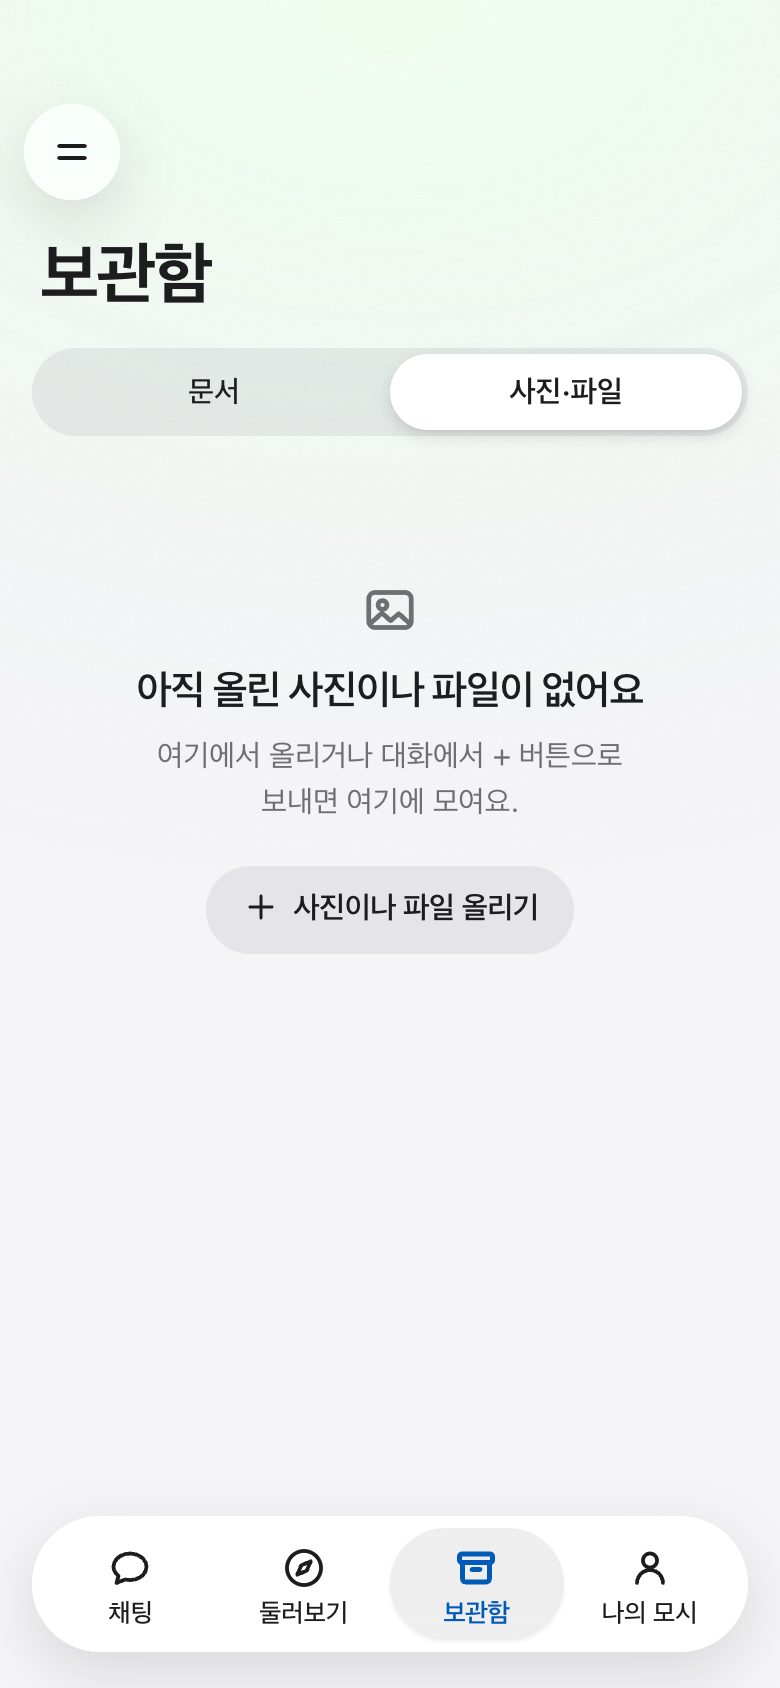 보관함
문서
사진·파일
아직 올린 사진이나 파일이 없어요
여기에서 올리거나 대화에서 + 버튼으로
보내면 여기에 모여요.
+ 사진이나 파일 올리기
채팅
둘러보기
보관함
나의 모시